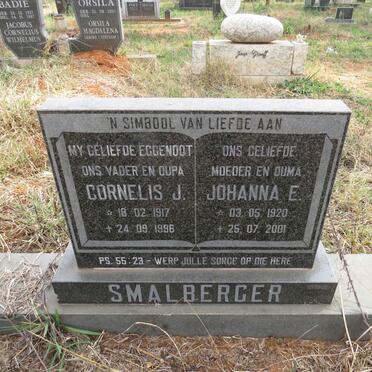 BADIE
JACOBUS
CORNELIUS
WILHELMUS
ORSILA
ORSILA
MAGDALENA
'N SIMBOOL VAN LIEFDE AAN
MY GELIEFDE EGGENOOT
ONS VADER EN OUPA
CORNELIS J.
* 18. 02. 1917
+ 24. 09. 1996
ONS GELIEFDE
MOEDER EN OUMA
JOHANNA E.
* 03. 05. 1920
+ 25. 07. 2001
PS. 55 : 23 - WERP JULLE SORGE OP DIE HERE
SMALBERGER